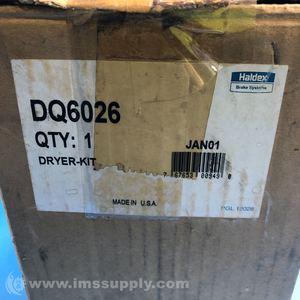 Haldex
Brake Systems
DQ6026
QTY: 1
JAN01
DRYER-KIT
MADE IN U.S.A.
www.imssupply.com